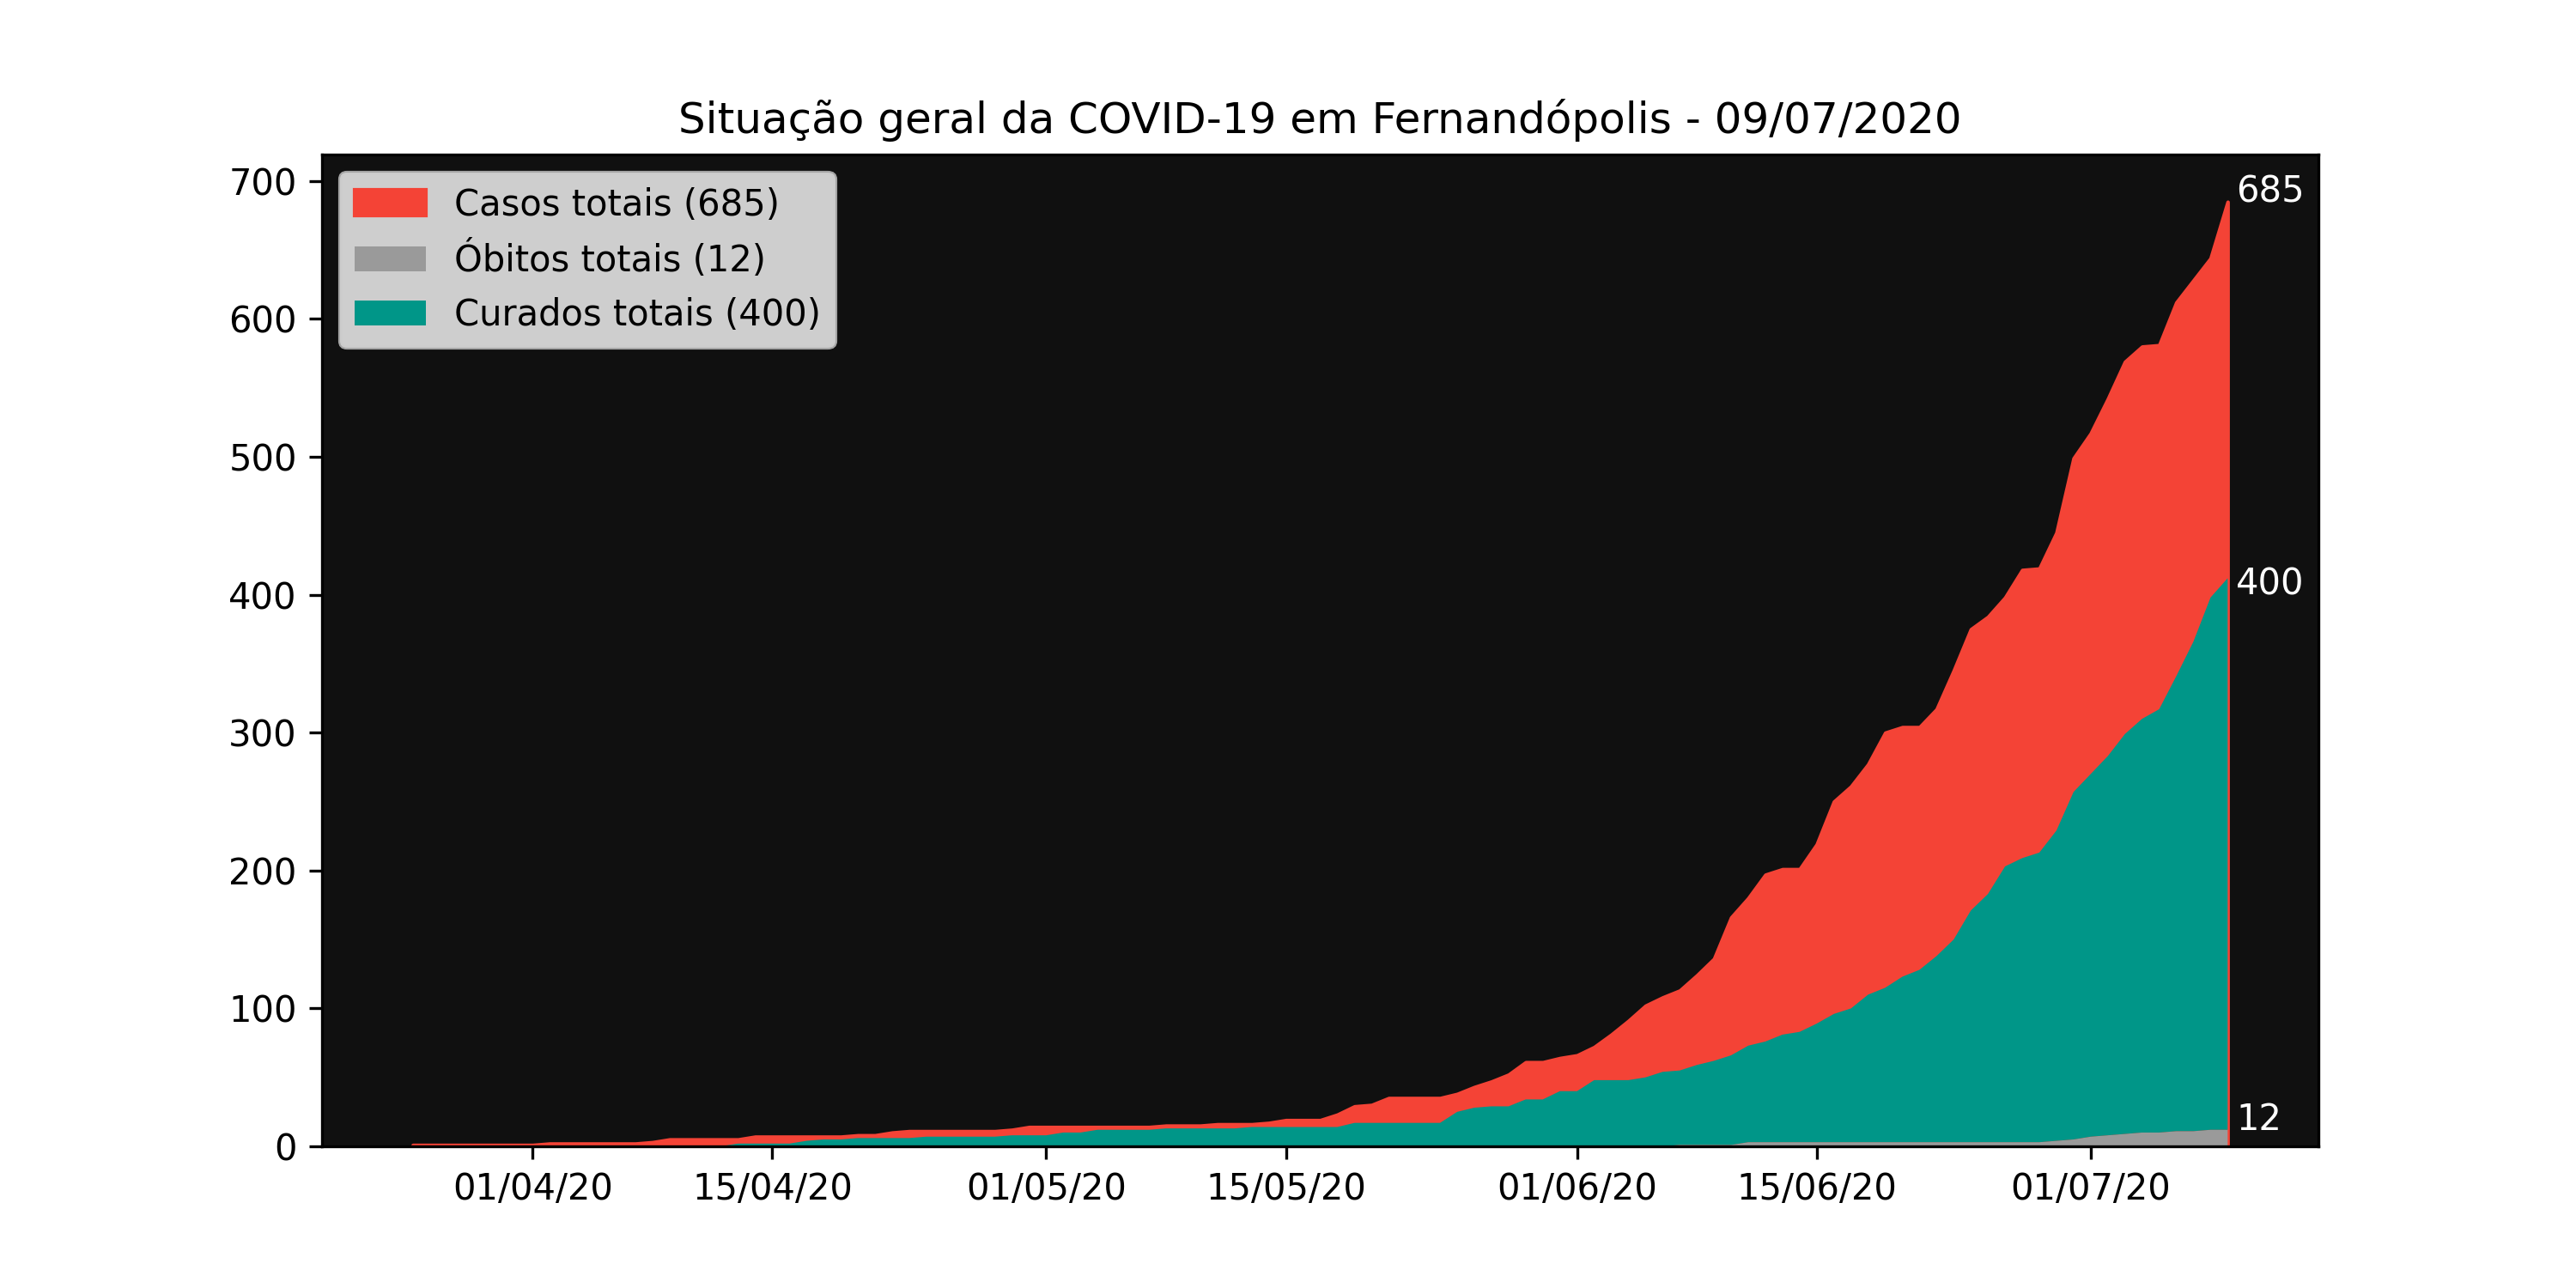 Situação geral da COVID-19 em Fernandópolis - 09/07/2020
Casos totais (685)
Óbitos totais (12)
Curados totais (400)
700
600
500
400
300
200
100
0
685
400
12
01/04/20 15/04/20 01/05/20 15/05/20 01/06/20 15/06/20 01/07/20